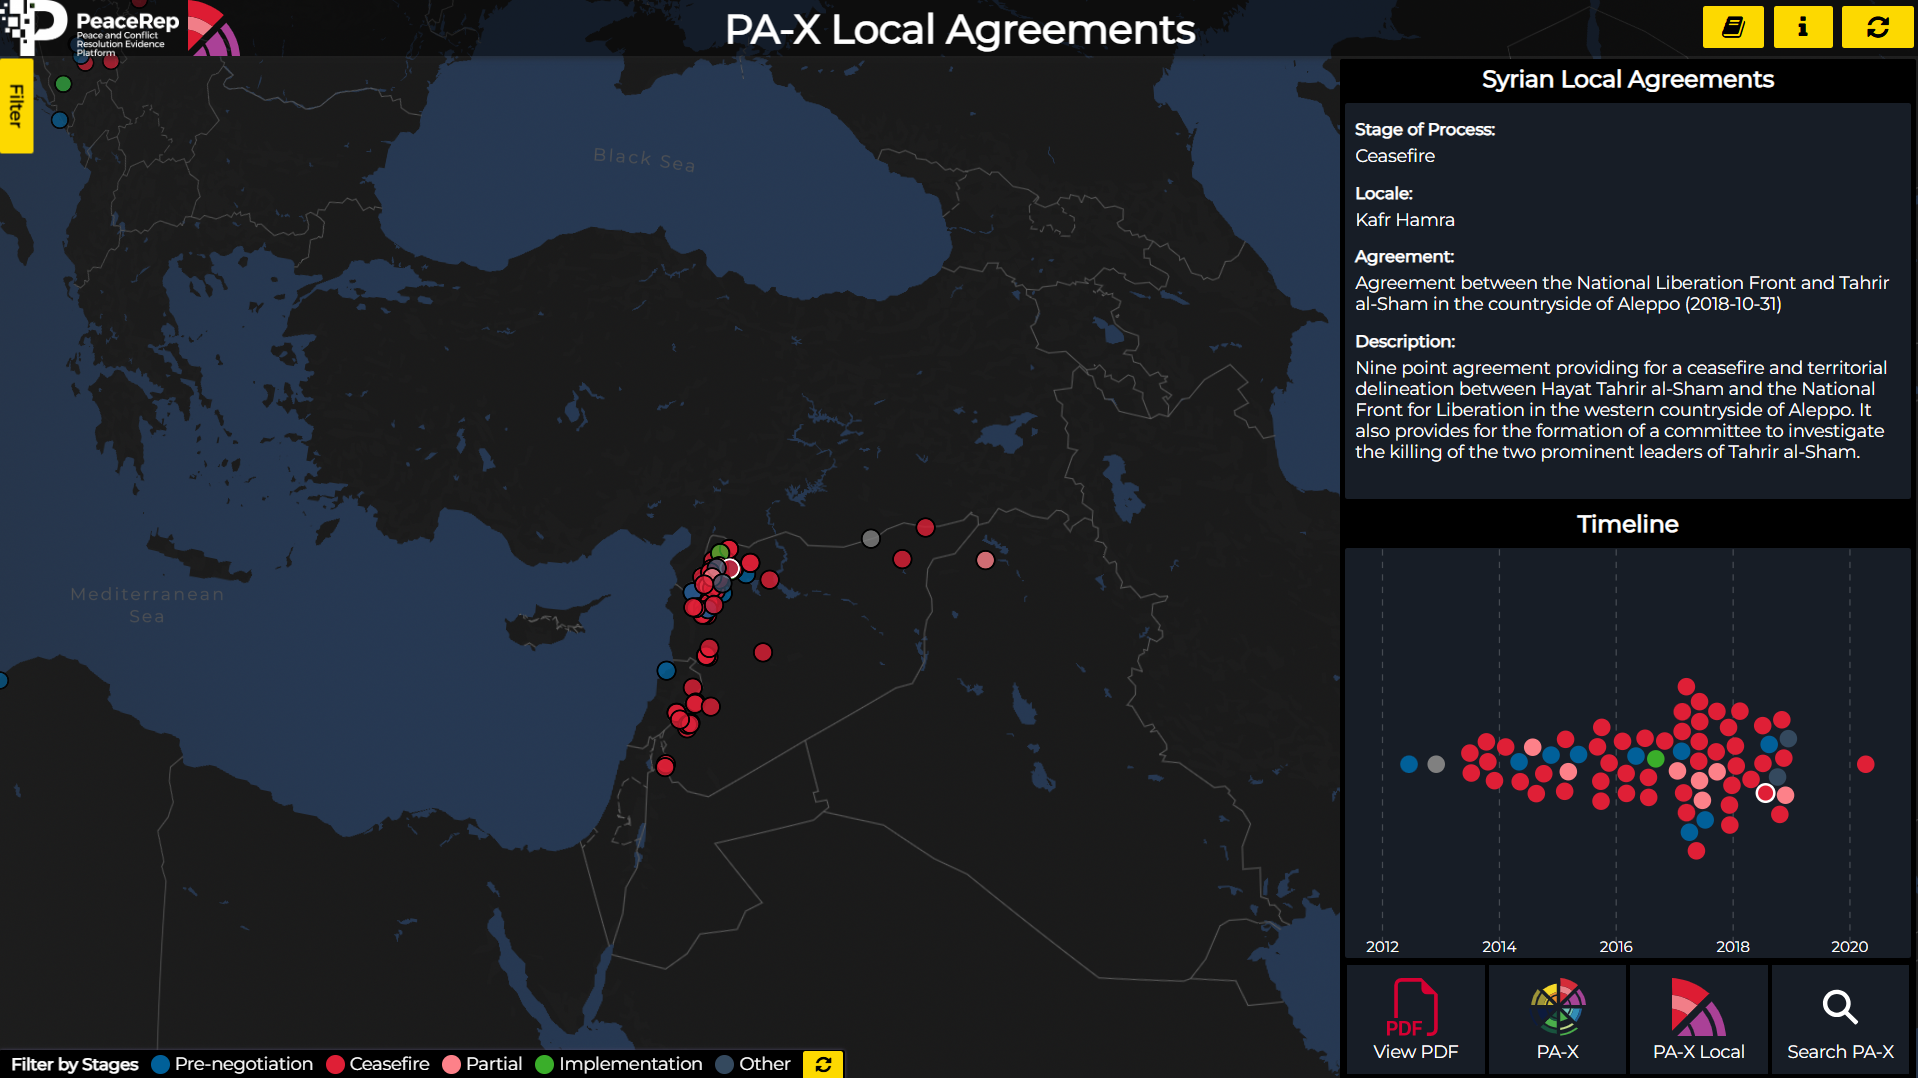 PeaceRep
Peace and Conflict
Resolution Evidence
Platform
PA-X Local Agreements
Filter
Black Sea
Mediterranean
Sea
Syrian Local Agreements
Stage of Process:
Ceasefire
Locale:
Kafr Hamra
Agreement:
Agreement between the National Liberation Front and Tahrir
al-Sham in the countryside of Aleppo (2018-10-31)
Description:
Nine point agreement providing for a ceasefire and territorial
delineation between Hayat Tahrir al-Sham and the National
Front for Liberation in the western countryside of Aleppo. It
also provides for the formation of a committee to investigate
the killing of the two prominent leaders of Tahrir al-Sham.
Timeline
2012 2014 2016 2018 2020
PDF
View PDF PA-X PA-X Local Search PA-X
Filter by Stages Pre-negotiation Ceasefire Partial Implementation Other